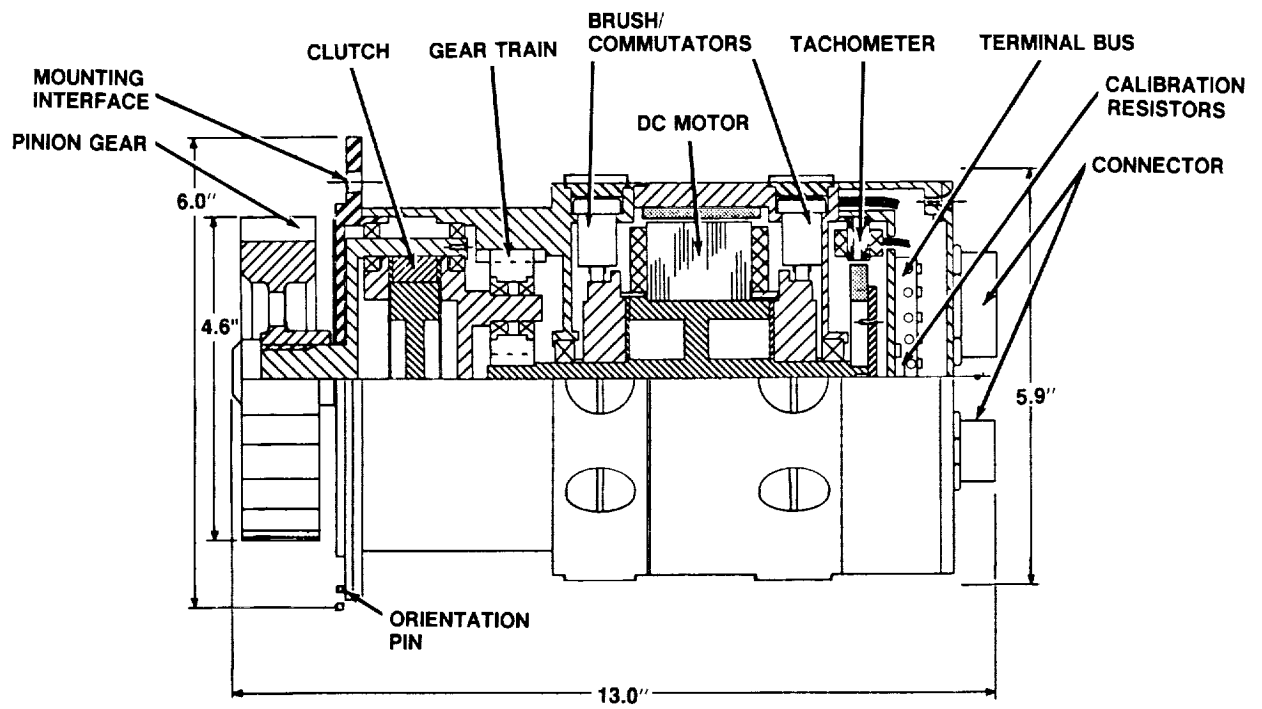 BRUSH/
COMMUTATORS
CLUTCH
GEAR TRAIN
TACHOMETER
TERMINAL BUS
MOUNTING
INTERFACE
CALIBRATION
RESISTORS
PINION GEAR
DC MOTOR
CONNECTOR
6.0"
4.6"
5.9"
ORIENTATION
PIN
13.0"